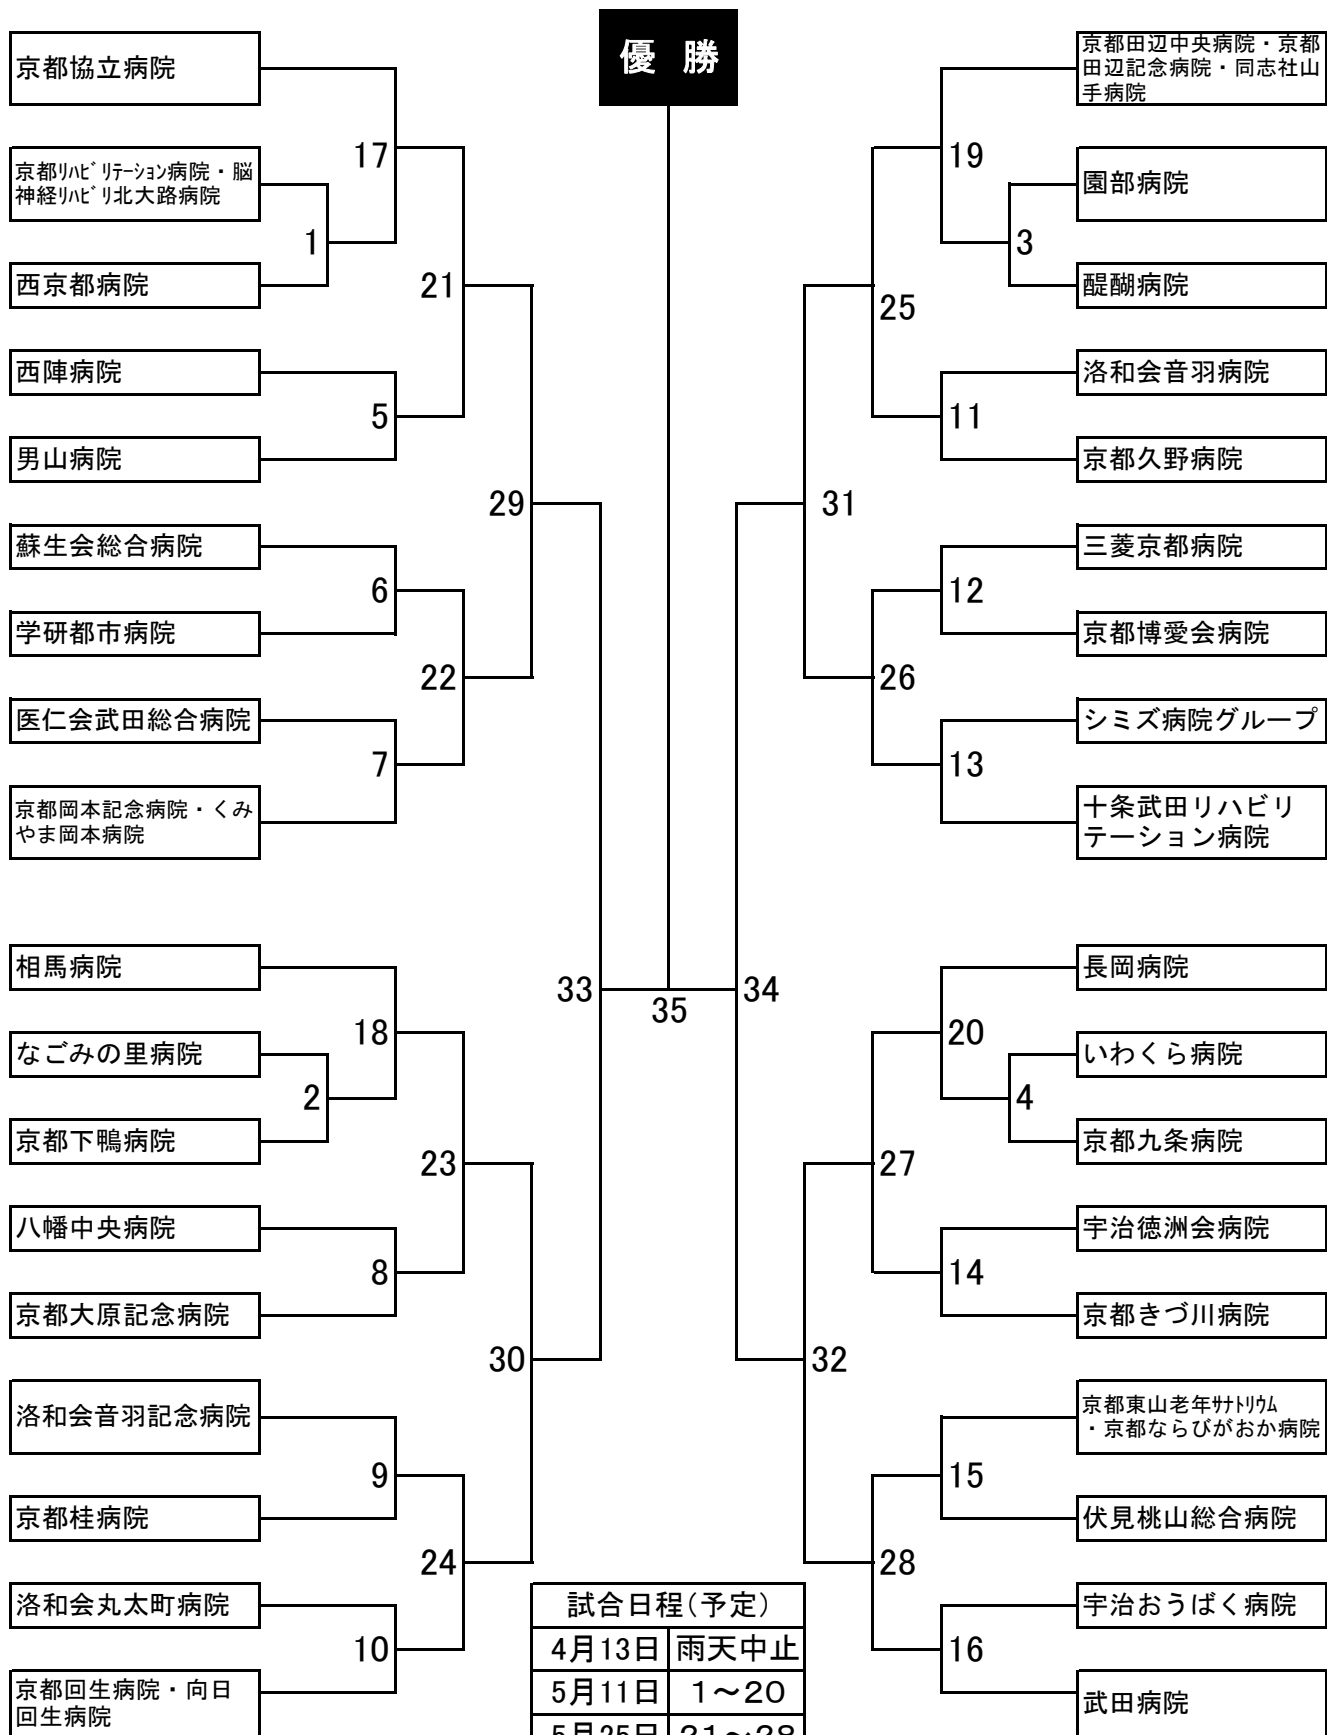 優 勝
京都協立病院
17
京都ﾘﾊﾋﾞﾘﾃｰｼｮﾝ病院・脳
神経ﾘﾊﾋﾞﾘ北大路病院
1
西京都病院
21
西陣病院
5
男山病院
29
蘇生会総合病院
6
学研都市病院
22
医仁会武田総合病院
7
京都岡本記念病院・くみ
やま岡本病院
33
相馬病院
18
なごみの里病院
2
京都下鴨病院
23
八幡中央病院
8
京都大原記念病院
30
洛和会音羽記念病院
9
京都桂病院
24
洛和会丸太町病院
10
京都回生病院・向日
回生病院
35
京都田辺中央病院・京都
田辺記念病院・同志社山
手病院
19
園部病院
3
醍醐病院
25
洛和会音羽病院
11
京都久野病院
31
三菱京都病院
12
京都博愛会病院
26
シミズ病院グループ
13
十条武田リハビリ
テーション病院
34
長岡病院
20
いわくら病院
4
京都九条病院
27
宇治徳洲会病院
14
京都きづ川病院
32
京都東山老年ｻﾅﾄﾘｳﾑ
・京都ならびがおか病院
15
伏見桃山総合病院
28
宇治おうばく病院
16
武田病院
試合日程(予定)
4月13日 雨天中止
5月11日 1～20
5月25日 21～28